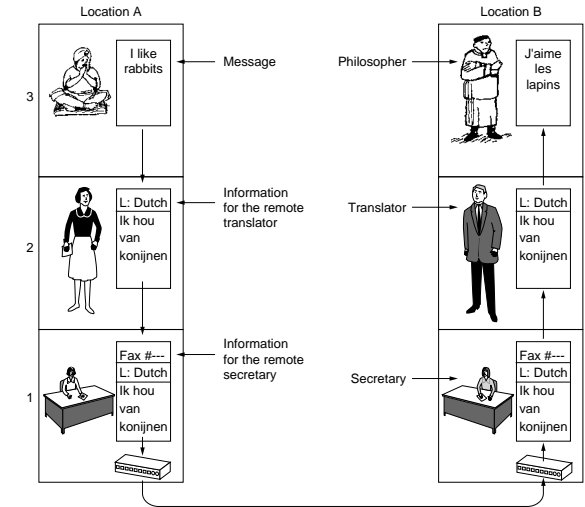 Location A
Location B
3
I like
rabbits
Message
Philosopher
J'aime
les
lapins
2
L: Dutch
Ik hou
van
konijnen
Information
for the remote
translator
Translator
L: Dutch
Ik hou
van
konijnen
1
Fax #---
L: Dutch
Ik hou
van
konijnen
Information
for the remote
secretary
Secretary
Fax #---
L: Dutch
Ik hou
van
konijnen